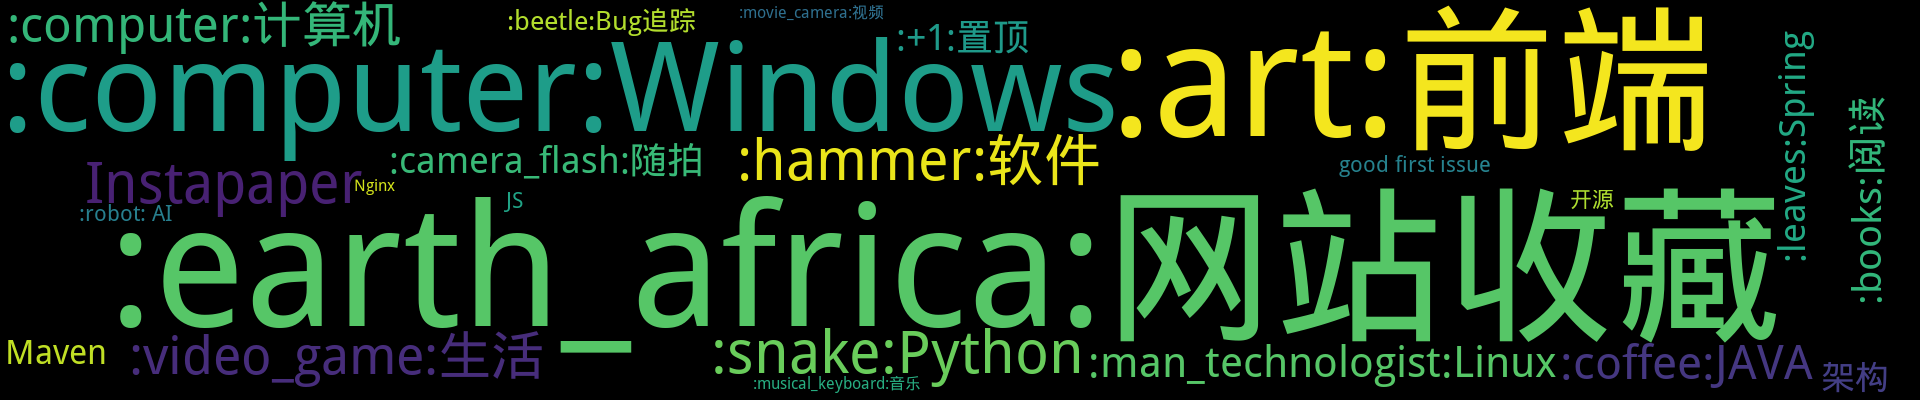 :computer:计算机
:beetle:Bug追踪
:movie_camera:视频
:+1:置顶
:computer:Windows
:art:前端
:leaves:Spring
:books:阅读
:hammer:软件
:camera_flash:随拍
good first issue
Instapaper
Nginx
JS
开源
:robot: AI
:earth_africa:网站收藏
Maven
:video_game:生活
:snake:Python
:man_technologist:Linux
:coffee:JAVA
架构
:musical_keyboard:音乐